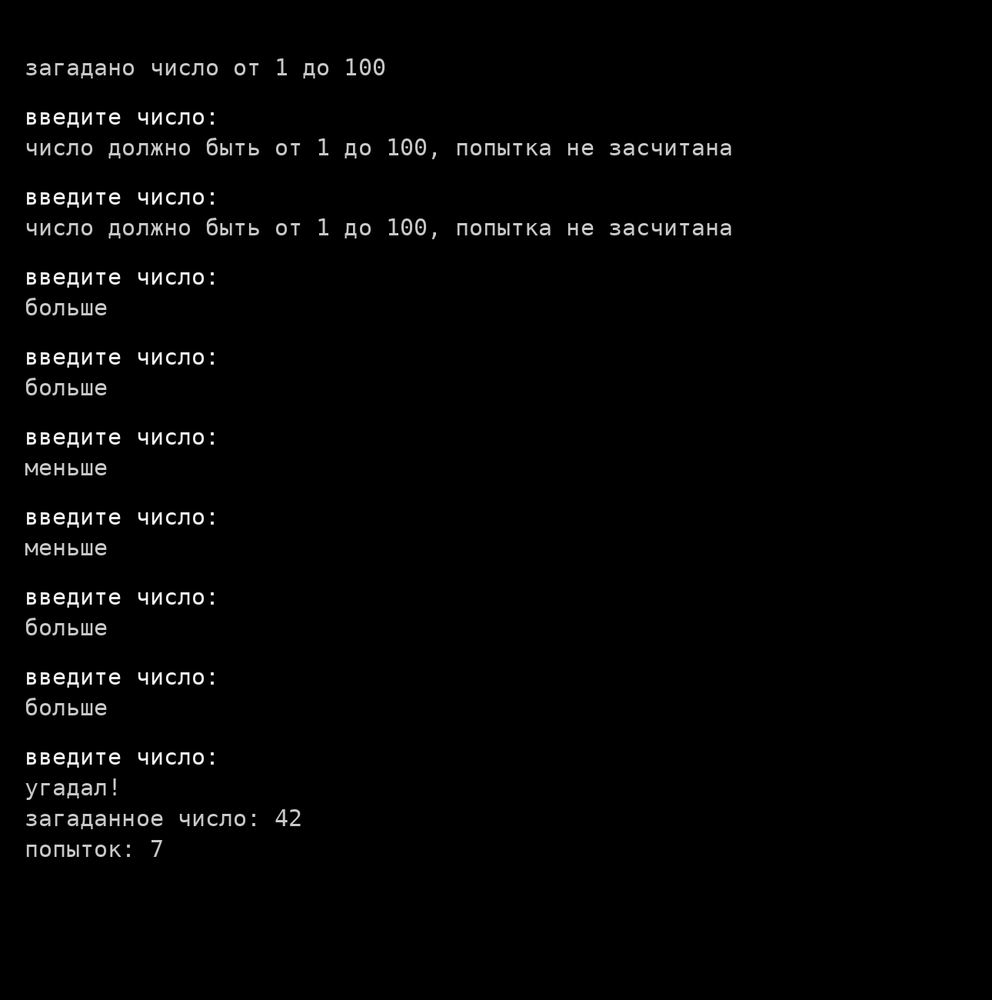 загадано число от 1 до 100
введите число:
число должно быть от 1 до 100, попытка не засчитана
введите число:
число должно быть от 1 до 100, попытка не засчитана
введите число:
больше
введите число:
больше
введите число:
меньше
введите число:
меньше
введите число:
больше
введите число:
больше
введите число:
угадал!
загаданное число: 42
попыток: 7